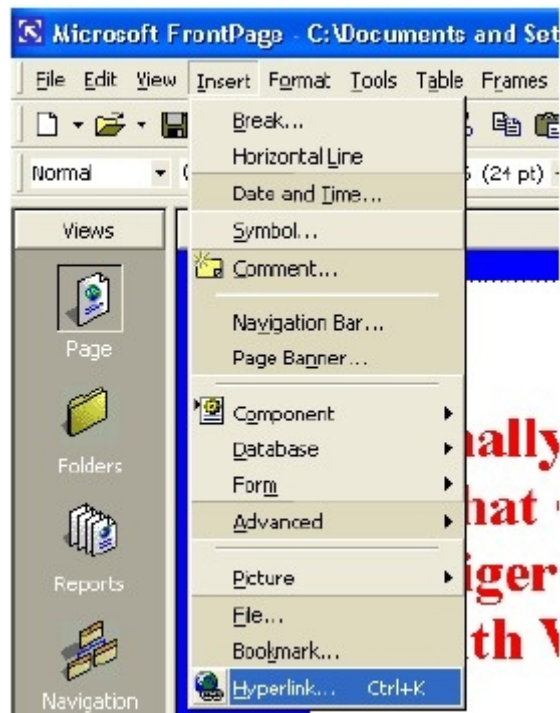 Microsoft FrontPage - C:\Documents and Set
File Edit View Insert Format Tools Table Frames
Normal (24 pt)
Views
Page
Folders
Reports
Navigation
Break...
Horizontal Line
Date and Time...
Symbol...
Comment...
Navigation Bar...
Page Banner...
Component
Database
Form
Advanced
Picture
File...
Bookmark...
Hyperlink... Ctrl+K
ally
hat
iger
th